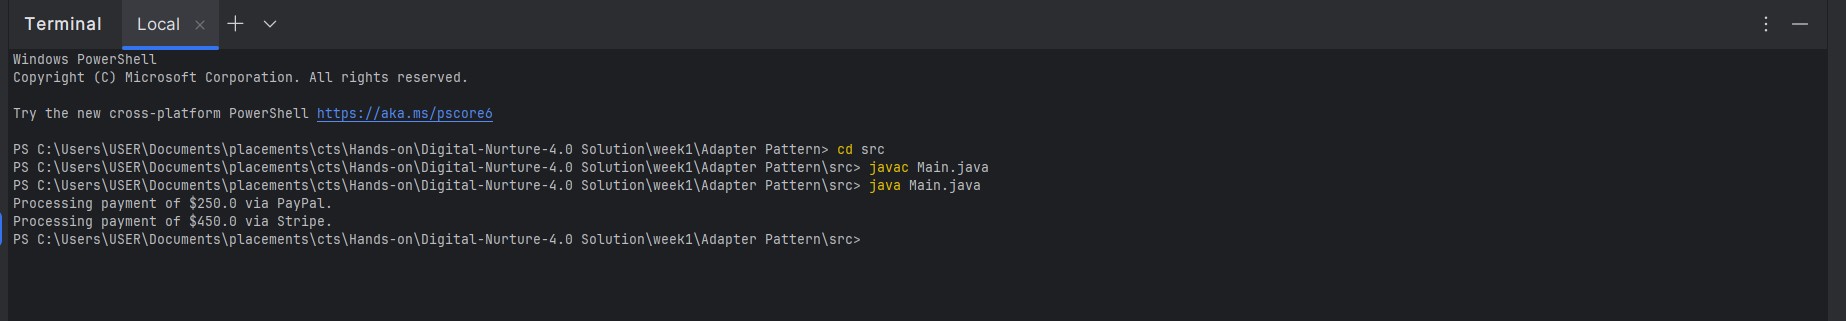 Terminal Local
Windows PowerShell
Copyright (C) Microsoft Corporation. All rights reserved.
Try the new cross-platform PowerShell https://aka.ms/pscore6
PS C:\Users\USER\Documents\placements\cts\Hands-on\Digital-Nurture-4.0 Solution\week1\Adapter Pattern> cd src
PS C:\Users\USER\Documents\placements\cts\Hands-on\Digital-Nurture-4.0 Solution\week1\Adapter Pattern\src> javac Main.java
PS C:\Users\USER\Documents\placements\cts\Hands-on\Digital-Nurture-4.0 Solution\week1\Adapter Pattern\src> java Main.java
Processing payment of $250.0 via PayPal.
Processing payment of $450.0 via Stripe.
PS C:\Users\USER\Documents\placements\cts\Hands-on\Digital-Nurture-4.0 Solution\week1\Adapter Pattern\src>